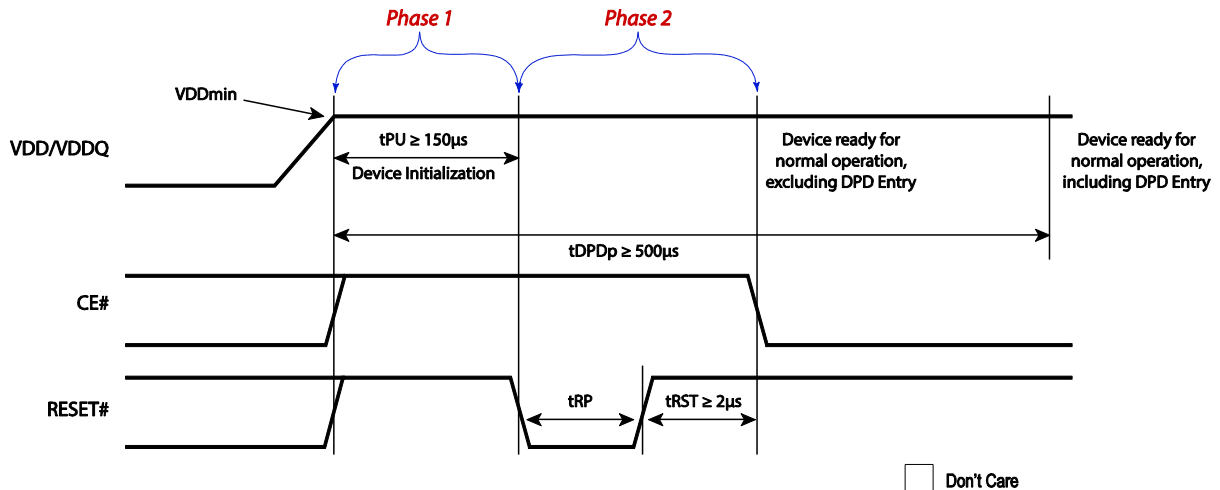 Phase 1
Phase 2
VDDmin
VDD/VDDQ
tPU ≥ 150μs
Device Initialization
Device ready for
normal operation,
excluding DPD Entry
Device ready for
normal operation,
including DPD Entry
tDPDp ≥ 500μs
CE#
RESET#
tRP
tRST ≥ 2μs
Don't Care